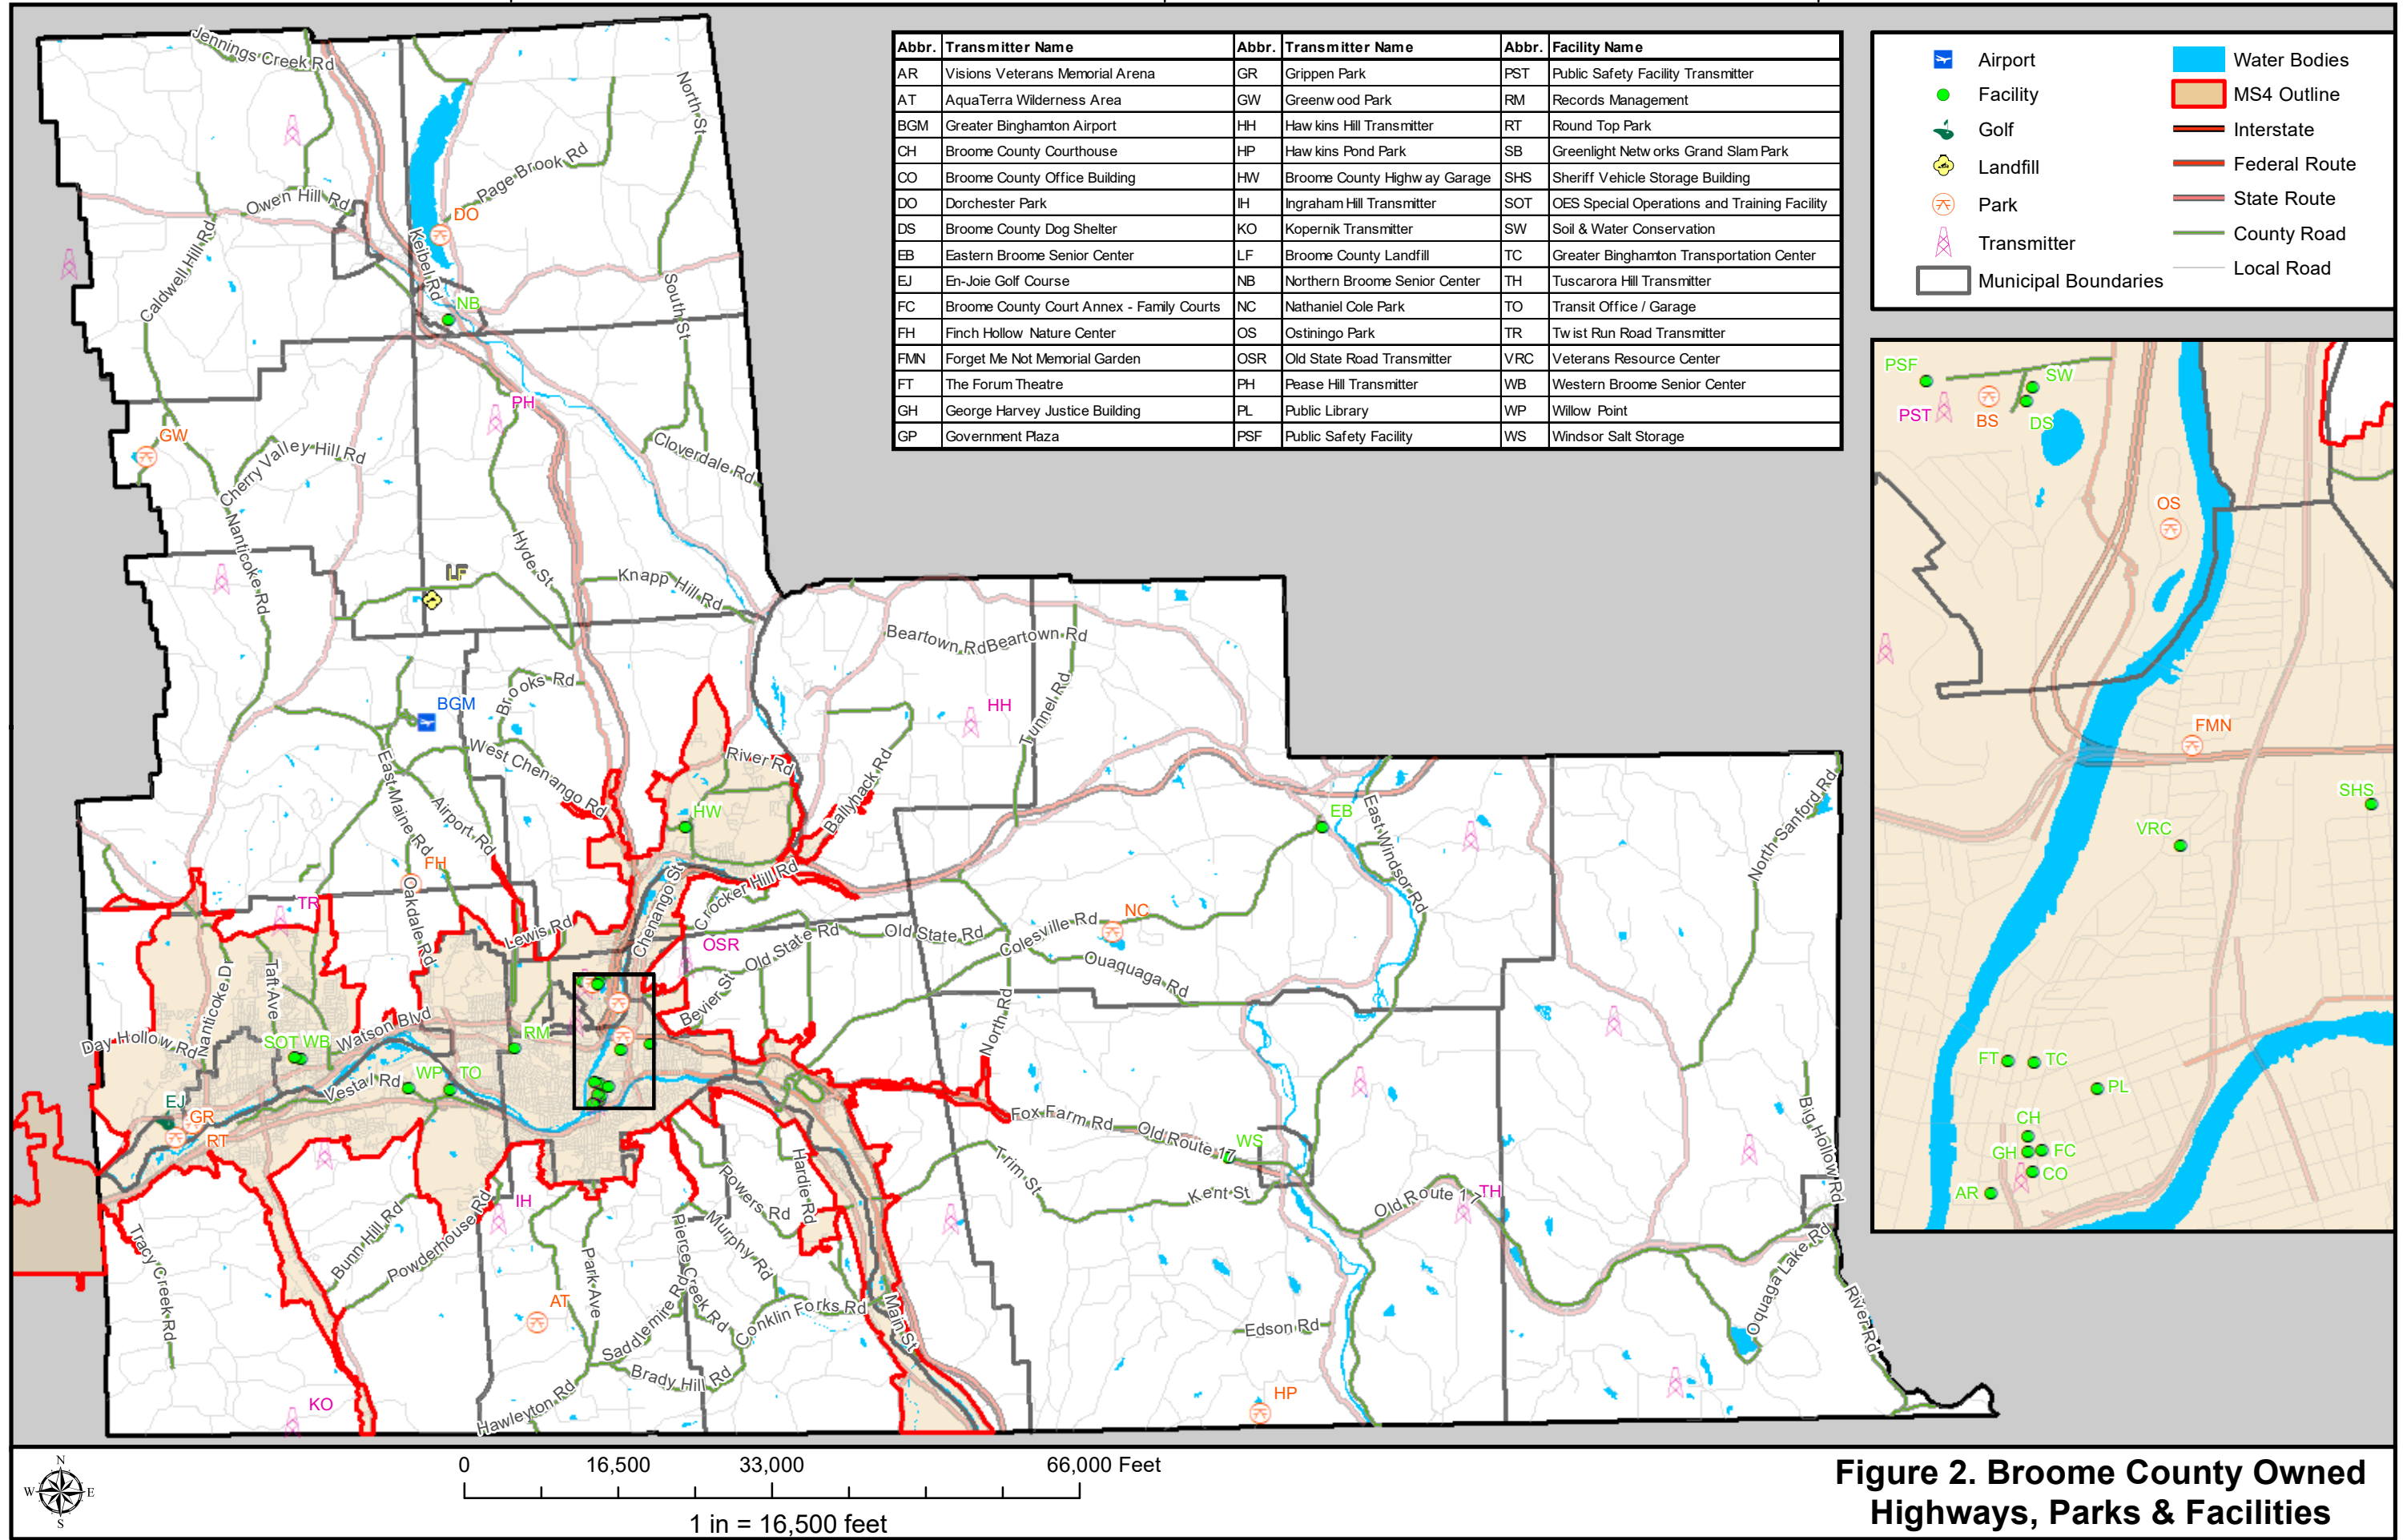 Abbr. Transmitter Name Abbr. Transmitter Name Abbr. Facility Name
AR Visions Veterans Memorial Arena GR Grippen Park PST Public Safety Facility Transmitter
AT AquaTerra Wilderness Area GW Greenwood Park RM Records Management
BGM Greater Binghamton Airport HH Hawkins Hill Transmitter RT Round Top Park
CH Broome County Courthouse HP Hawkins Pond Park SB Greenlight Networks Grand Slam Park
CO Broome County Office Building HW Broome County Highway Garage SHS Sheriff Vehicle Storage Building
DO Dorchester Park IH Ingraham Hill Transmitter SOT OES Special Operations and Training Facility
DS Broome County Dog Shelter KO Kopernik Transmitter SW Soil & Water Conservation
EB Eastern Broome Senior Center LF Broome County Landfill TC Greater Binghamton Transportation Center
EJ En-Joie Golf Course NB Northern Broome Senior Center TH Tuscarora Hill Transmitter
FC Broome County Court Annex - Family Courts NC Nathaniel Cole Park TO Transit Office / Garage
FH Finch Hollow Nature Center OS Ostiningo Park TR Twist Run Road Transmitter
FMN Forget Me Not Memorial Garden OSR Old State Road Transmitter VRC Veterans Resource Center
FT The Forum Theatre PH Pease Hill Transmitter WB Western Broome Senior Center
GH George Harvey Justice Building PL Public Library WP Willow Point
GP Government Plaza PSF Public Safety Facility WS Windsor Salt Storage
Airport
Facility
Golf
Landfill
Park
Transmitter
Municipal Boundaries
Water Bodies
MS4 Outline
Interstate
Federal Route
State Route
County Road
Local Road
Jennings Creek Rd
North St
Page Brook Rd
Owen Hill Rd
DO
Keibel Rd
Caldwell Hill Rd
NB
South St
PH
GW
Cherry Valley Hill Rd
Cloverdale Rd
Nanticoke Rd
Hyde St
LF
Knapp Hill Rd
Beartown Rd
Beartown Rd
Brooks Rd
BGM
HH
Tunnel Rd
West Chenango Rd
River Rd
East Maine Rd
Airport Rd
HW
Ballyhack Rd
EB
East Windsor Rd
North Sanford Rd
FH
Oakdale Rd
Crocker Hill Rd
Chenango St
TR
Lewis Rd
OSR
Old State Rd
Old State Rd
Colesville Rd
NC
Ouaquaga Rd
Taft Ave
Nanticoke Dr
Bevier St
North Rd
Day Hollow Rd
SOT
WB
Watson Blvd
RM
Vestal Rd
WP
TO
EJ
GR
RT
Fox Farm Rd
Old Route 17
WS
Big Hollow Rd
Trim St
Kent St
Old Route 17
TH
Hardie Rd
Powers Rd
IH
Bunn Hill Rd
Powderhouse Rd
Tracy Creek Rd
Park Ave
Pierce Creek Rd
Murphy Rd
AT
Saddlemire Rd
Conklin Forks Rd
Main St
Edson Rd
Oquaga Lake Rd
River Rd
Brady Hill Rd
Hawleyton Rd
KO
HP
PSF
SW
PST
BS
DS
OS
FMN
SHS
VRC
FT
TC
PL
CH
GH
FC
CO
AR
N
W
E
S
0 16,500 33,000 66,000 Feet
1 in = 16,500 feet
Figure 2. Broome County Owned
Highways, Parks & Facilities